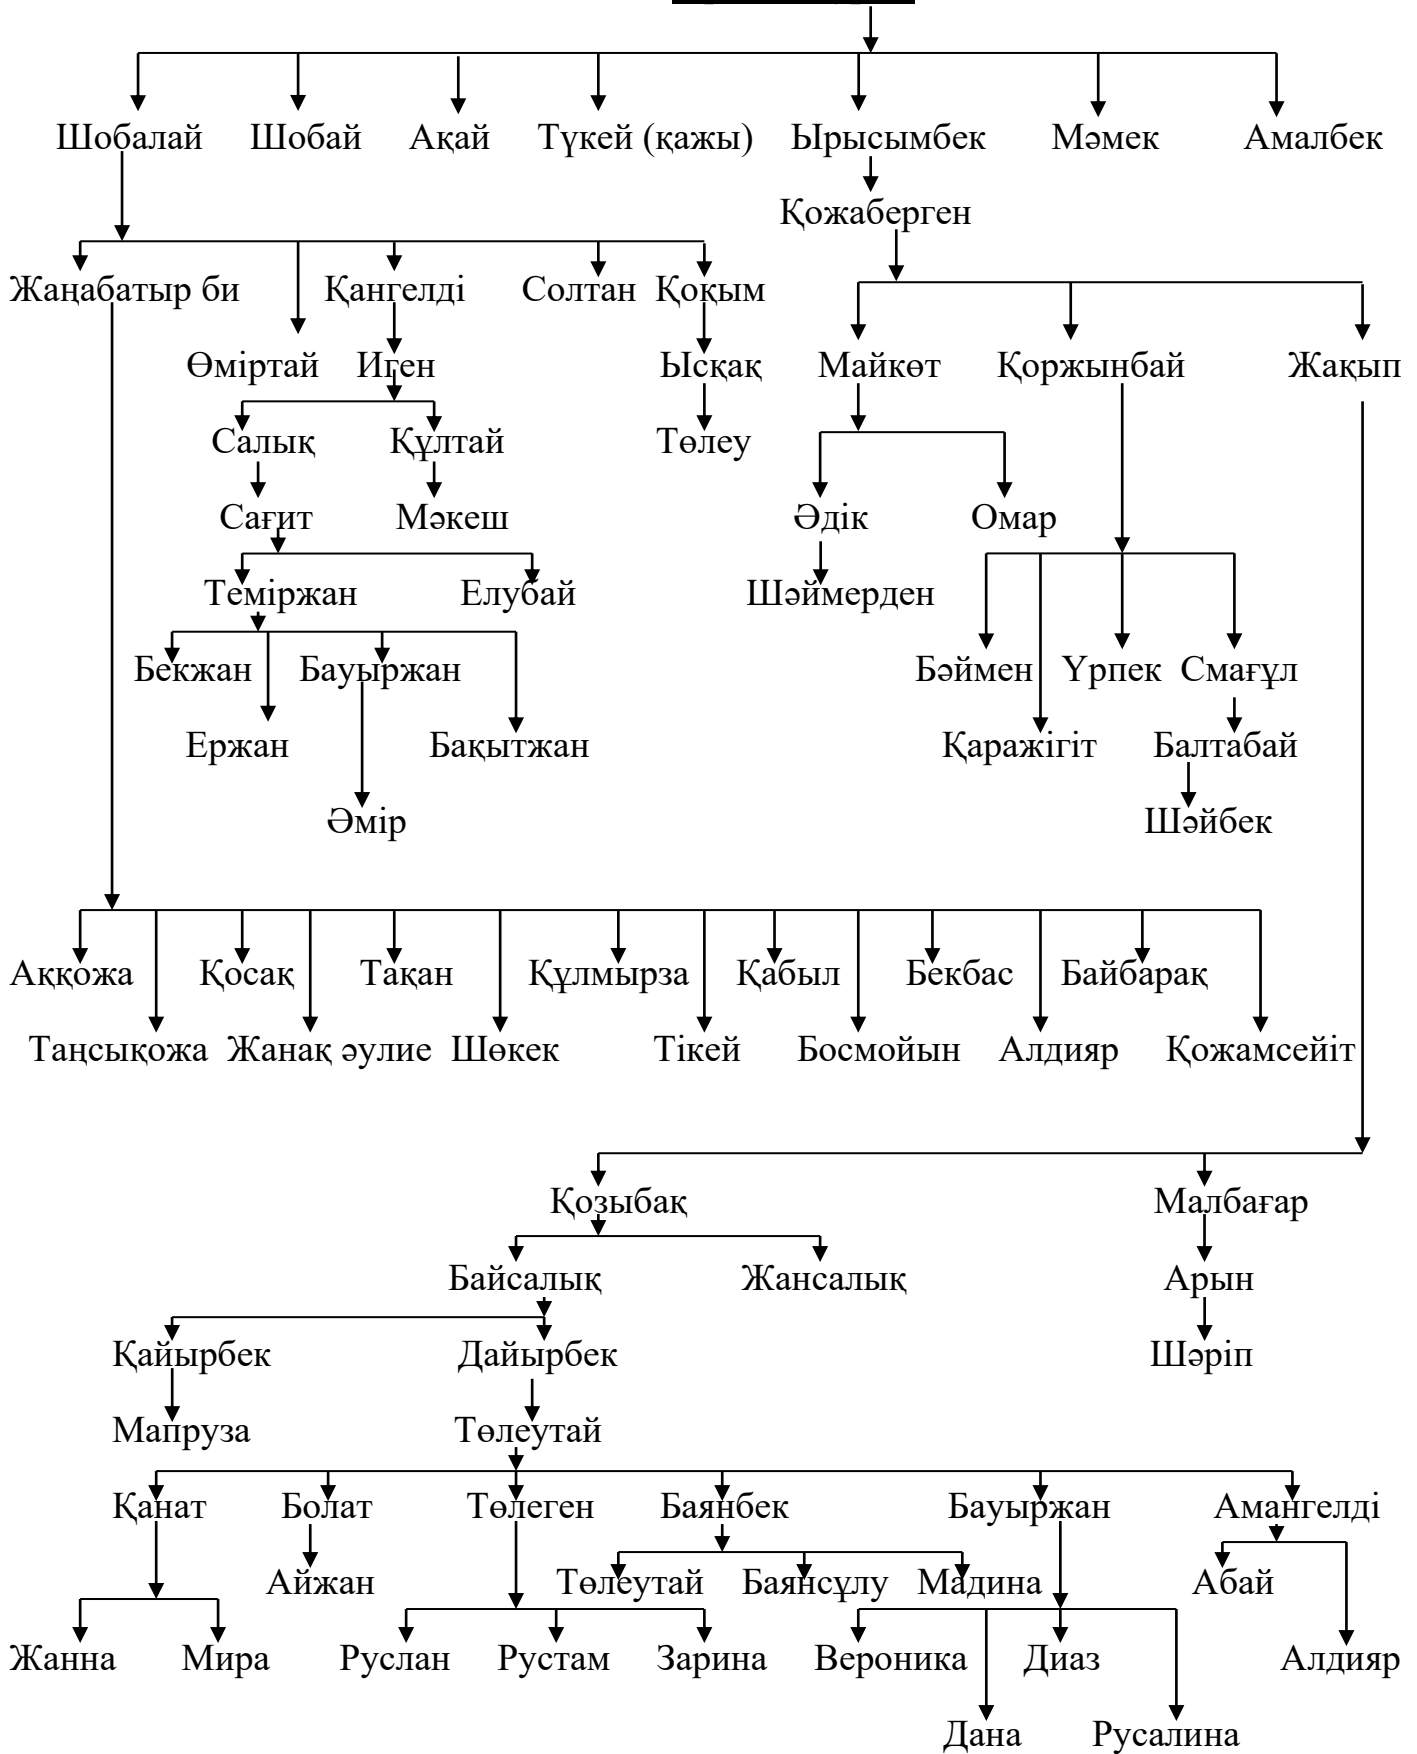 Шобалай Шобай Ақай Түкей (қажы) Ырысымбек Мәмек Амалбек
Қожаберген
Жаңабатыр би Қангелді Солтан Қоқым
Өміртай Иген Ысқақ Майкөт Қоржынбай Жақып
Салық Құлтай Төлеу
Сағит Мәкеш Әдік Омар
Теміржан Елубай Шәймерден
Бекжан Бауыржан Бәймен Үрпек Смағұл
Ержан Бақытжан Қаражігіт Балтабай
Әмір Шәйбек
Аққожа Қосақ Тақан Құлмырза Қабыл Бекбас Байбарақ
Таңсықожа Жанақ әулие Шөкек Тікей Босмойын Алдияр Қожамсейіт
Қозыбақ Малбағар
Байсалық Жансалық Арын
Қайырбек Дайырбек Шәріп
Мапруза Төлеутай
Қанат Болат Төлеген Баянбек Бауыржан Амангелді
Айжан Төлеутай Баянсұлу Мадина Абай
Жанна Мира Руслан Рустам Зарина Вероника Диаз Алдияр
Дана Русалина